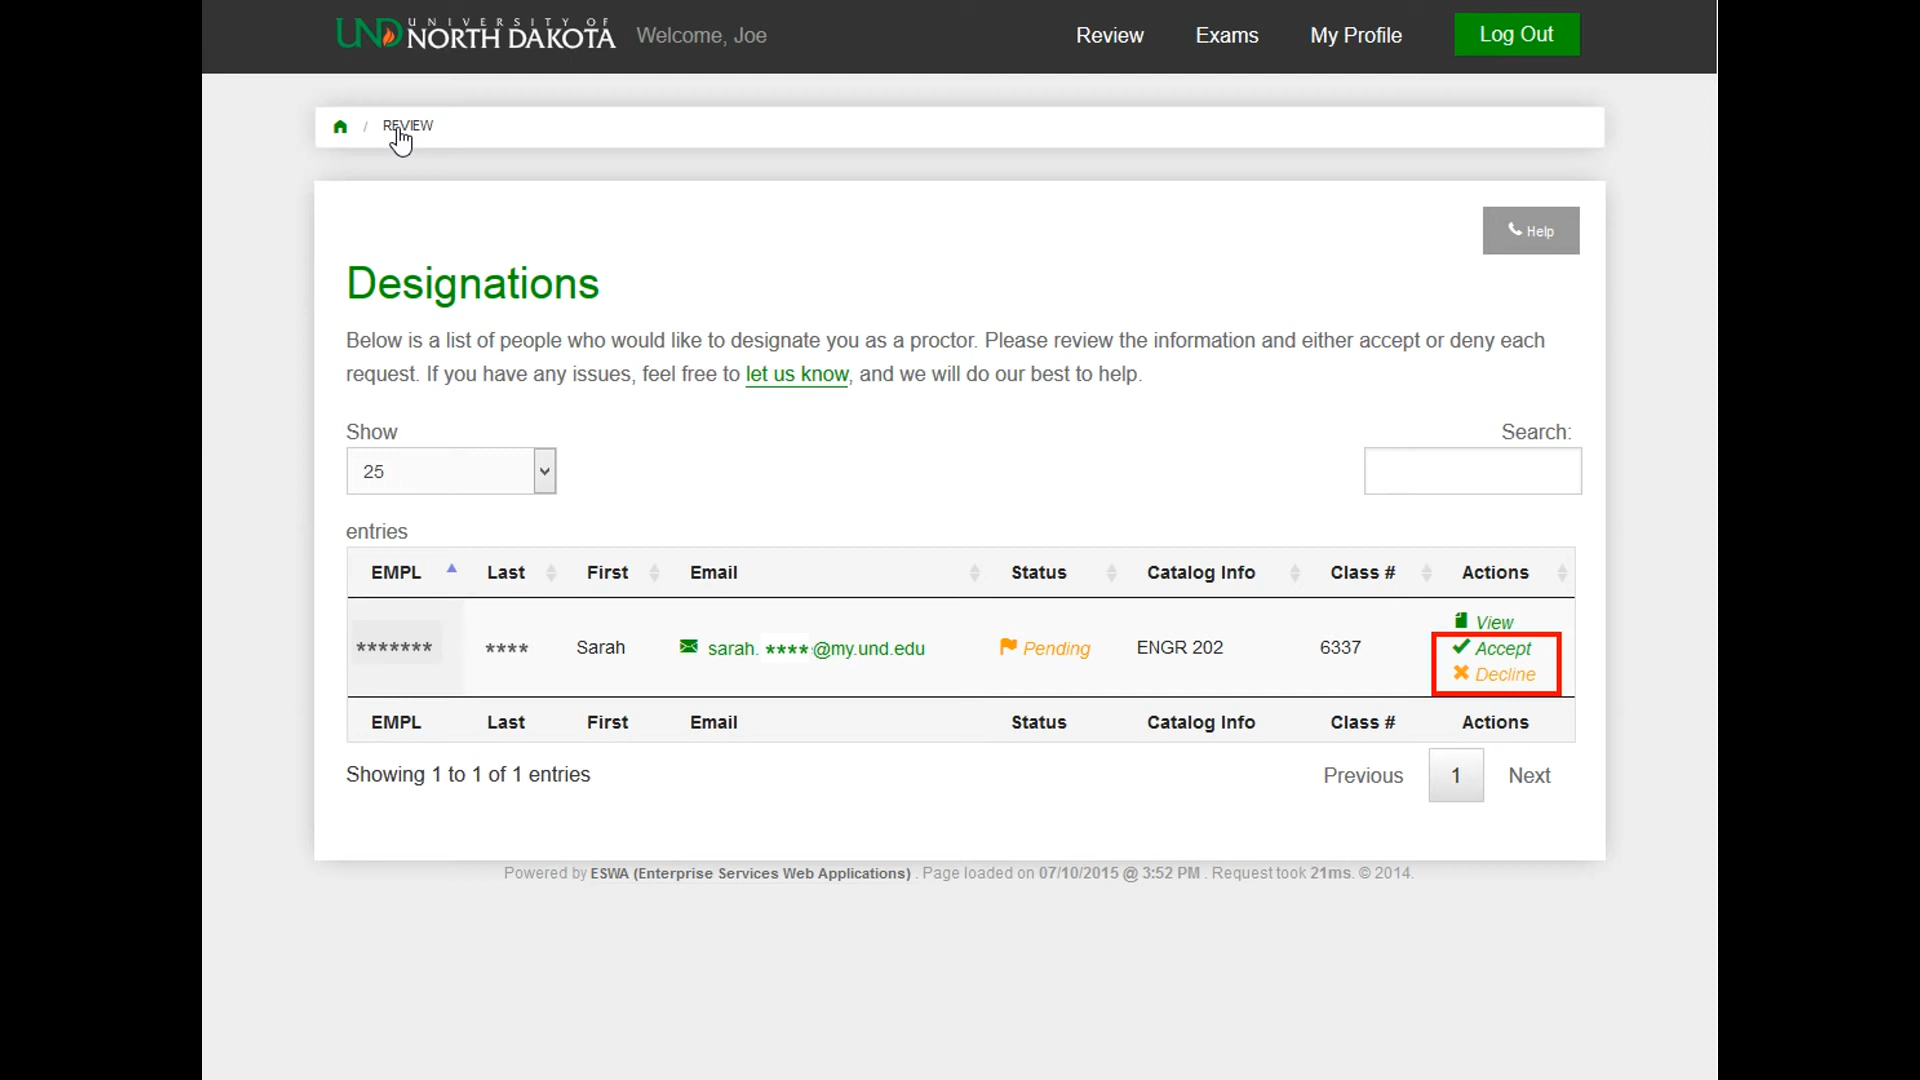 UND UNIVERSITY OF NORTH DAKOTA Welcome, Joe Review Exams My Profile Log Out
/ REVIEW
Help
Designations
Below is a list of people who would like to designate you as a proctor. Please review the information and either accept or deny each
request. If you have any issues, feel free to let us know, and we will do our best to help.
Show Search:
25
entries
EMPL Last First Email Status Catalog Info Class # Actions
View
******* **** Sarah sarah.****@my.und.edu Pending ENGR 202 6337 Accept
Decline
EMPL Last First Email Status Catalog Info Class # Actions
Showing 1 to 1 of 1 entries Previous 1 Next
Powered by ESWA (Enterprise Services Web Applications) . Page loaded on 07/10/2015 @ 3:52 PM . Request took 21ms. © 2014.